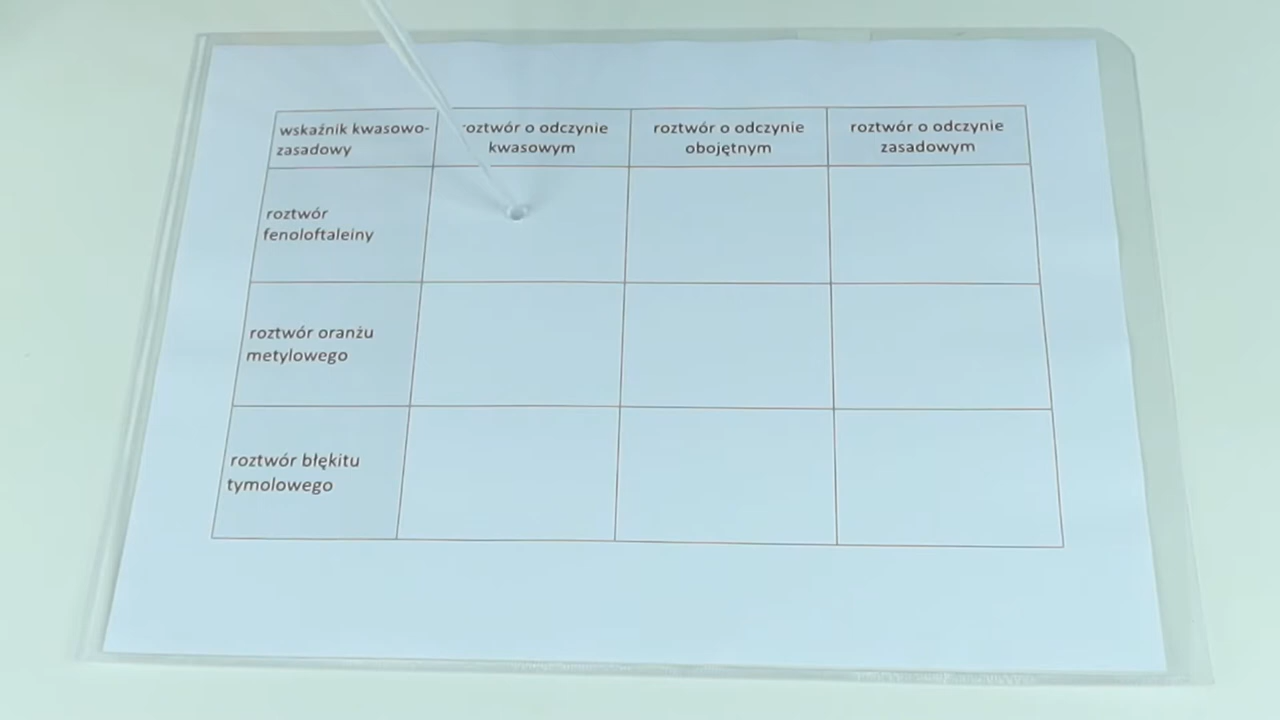 wskaźnik kwasowo-
zasadowy
roztwór o odczynie
kwasowym
roztwór o odczynie
obojętnym
roztwór o odczynie
zasadowym
roztwór
fenoloftaleiny
roztwór oranżu
metylowego
roztwór błękitu
tymolowego